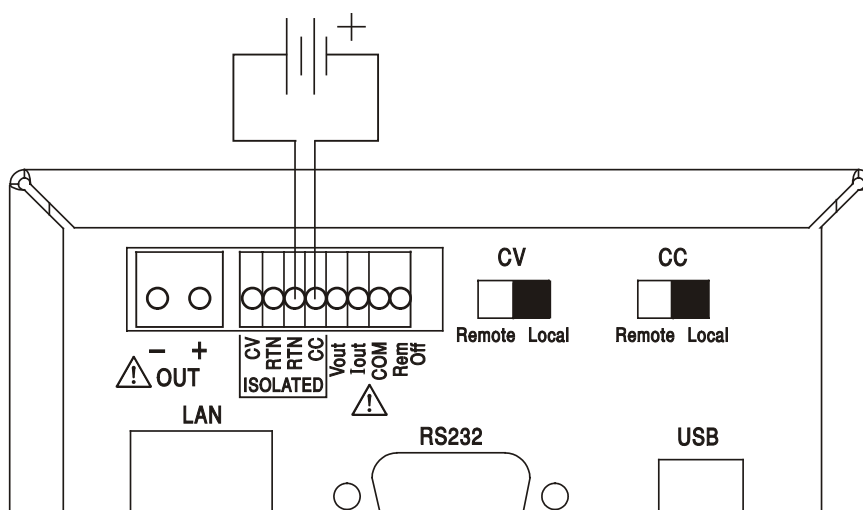 +
CV
CC
Remote Local
Remote Local
− +
OUT
CV
RTN
RTN
CC
Vout
Iout
COM
Rem
Off
ISOLATED
LAN
RS232
USB